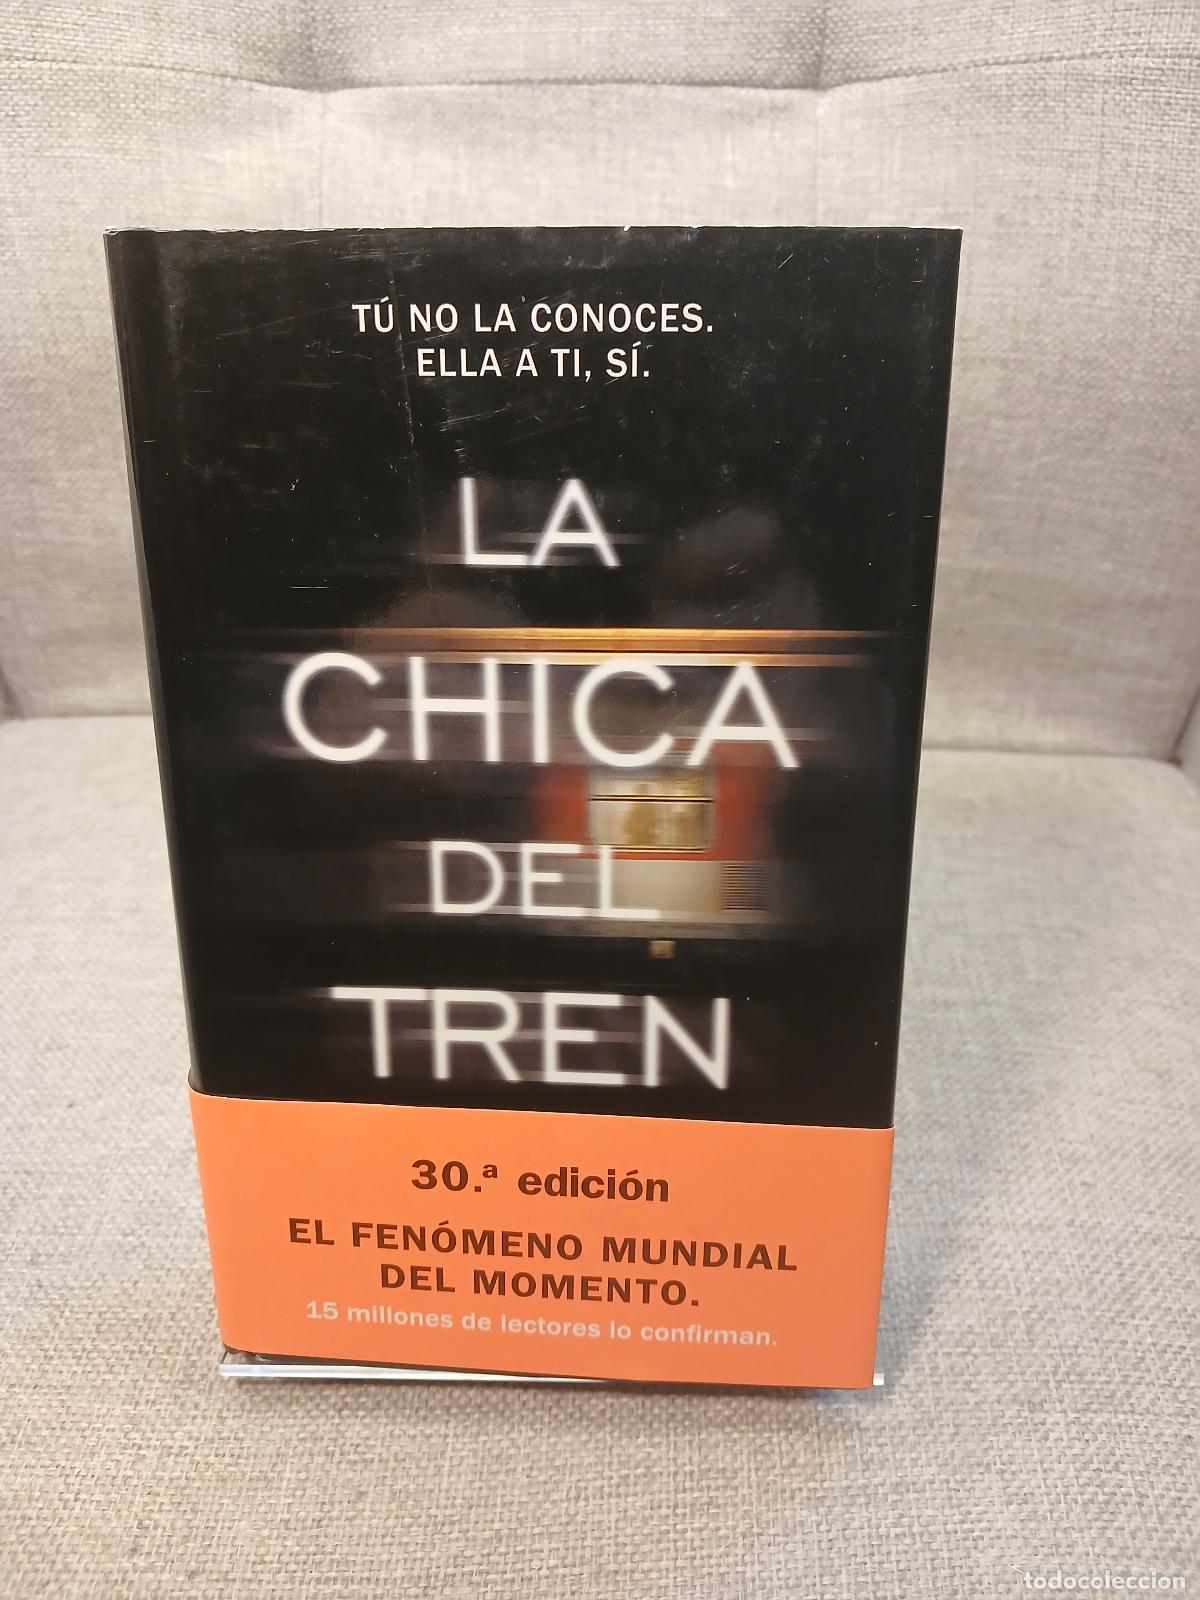 TÚ NO LA CONOCES.
ELLA A TI, SÍ.
LA
CHICA
DEL
TREN
30.ª edición
EL FENÓMENO MUNDIAL
DEL MOMENTO.
15 millones de lectores lo confirman.
todocoleccion